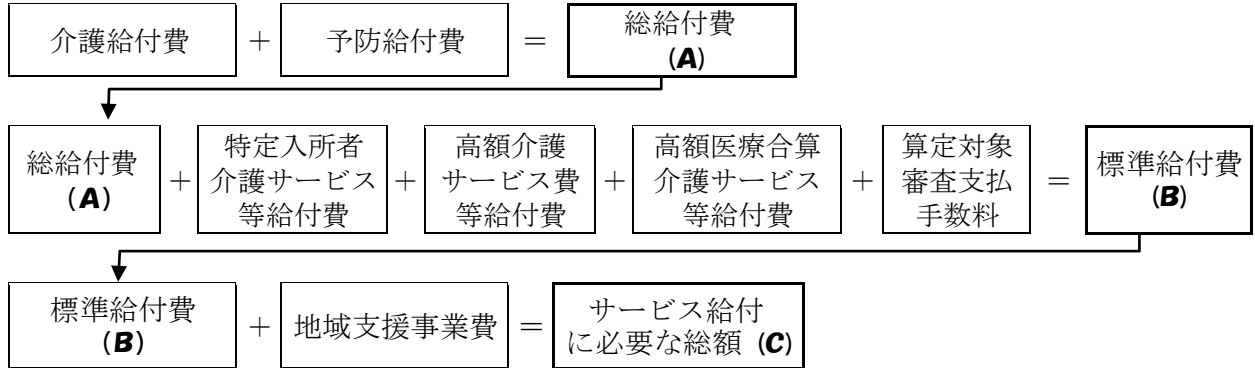 介護給付費 + 予防給付費 = 総給付費
(A)
総給付費
(A)
+
特定入所者
介護サービス
等給付費
+
高額介護
サービス費
等給付費
+
高額医療合算
介護サービス
等給付費
+
算定対象
審査支払
手数料
=
標準給付費
(B)
標準給付費
(B)
+
地域支援事業費
=
サービス給付
に必要な総額 (C)